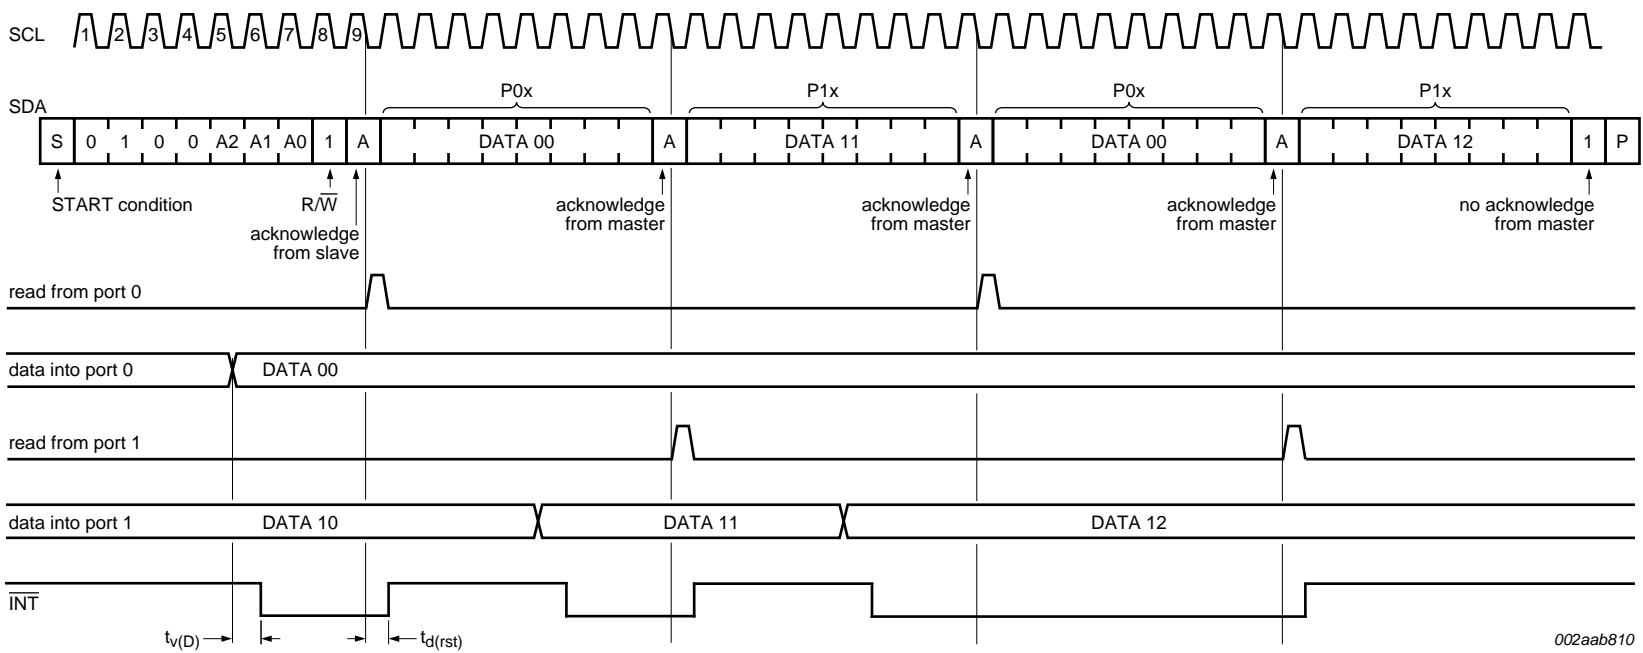 SCL 1 2 3 4 5 6 7 8 9
SDA P0x P1x P0x P1x
S 0 1 0 0 A2 A1 A0 1 A DATA 00 A DATA 11 A DATA 00 A DATA 12 1 P
START condition R/W acknowledge from master acknowledge from master acknowledge from master no acknowledge from master
acknowledge
from slave
read from port 0
data into port 0 DATA 00
read from port 1
data into port 1 DATA 10 DATA 11 DATA 12
INT
tv(D) td(rst)
002aab810